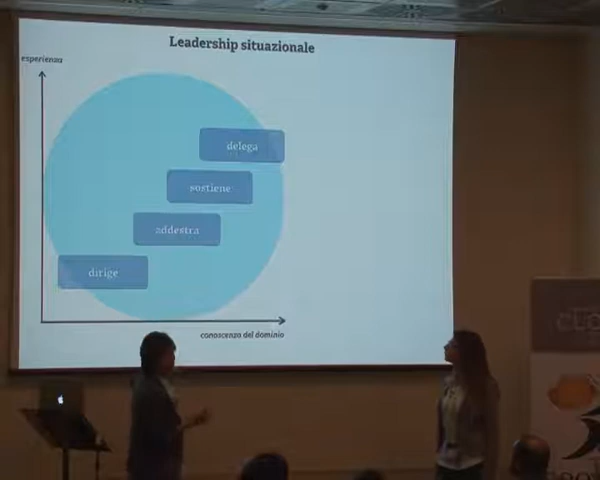 Leadership situazionale
esperienza
delega
sostiene
addestra
dirige
conoscenza del dominio